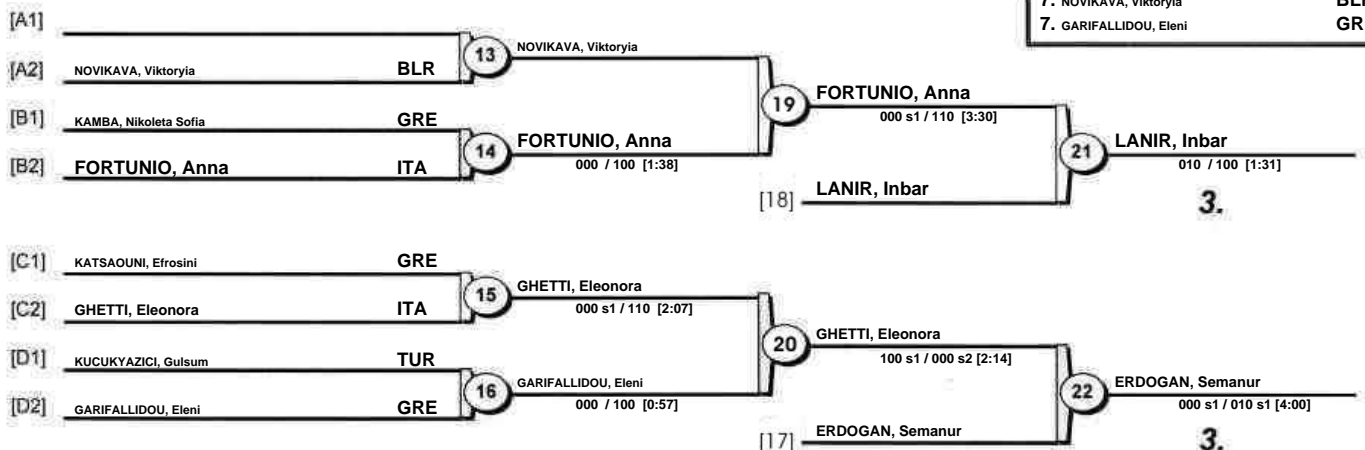 7. NOVIKAVA, Viktoryia BLR
7. GARIFALLIDOU, Eleni GR
[A1]
[A2] NOVIKAVA, Viktoryia BLR
13 NOVIKAVA, Viktoryia
[B1] KAMBA, Nikoleta Sofia GRE
[B2] FORTUNIO, Anna ITA
14 FORTUNIO, Anna
000 / 100 [1:38]
19 FORTUNIO, Anna
000 s1 / 110 [3:30]
[18] LANIR, Inbar
21 LANIR, Inbar
010 / 100 [1:31]
3.
[C1] KATSAOUNI, Efrosini GRE
[C2] GHETTI, Eleonora ITA
15 GHETTI, Eleonora
000 s1 / 110 [2:07]
[D1] KUCUKYAZICI, Gulsum TUR
[D2] GARIFALLIDOU, Eleni GRE
16 GARIFALLIDOU, Eleni
000 / 100 [0:57]
20 GHETTI, Eleonora
100 s1 / 000 s2 [2:14]
[17] ERDOGAN, Semanur
22 ERDOGAN, Semanur
000 s1 / 010 s1 [4:00]
3.